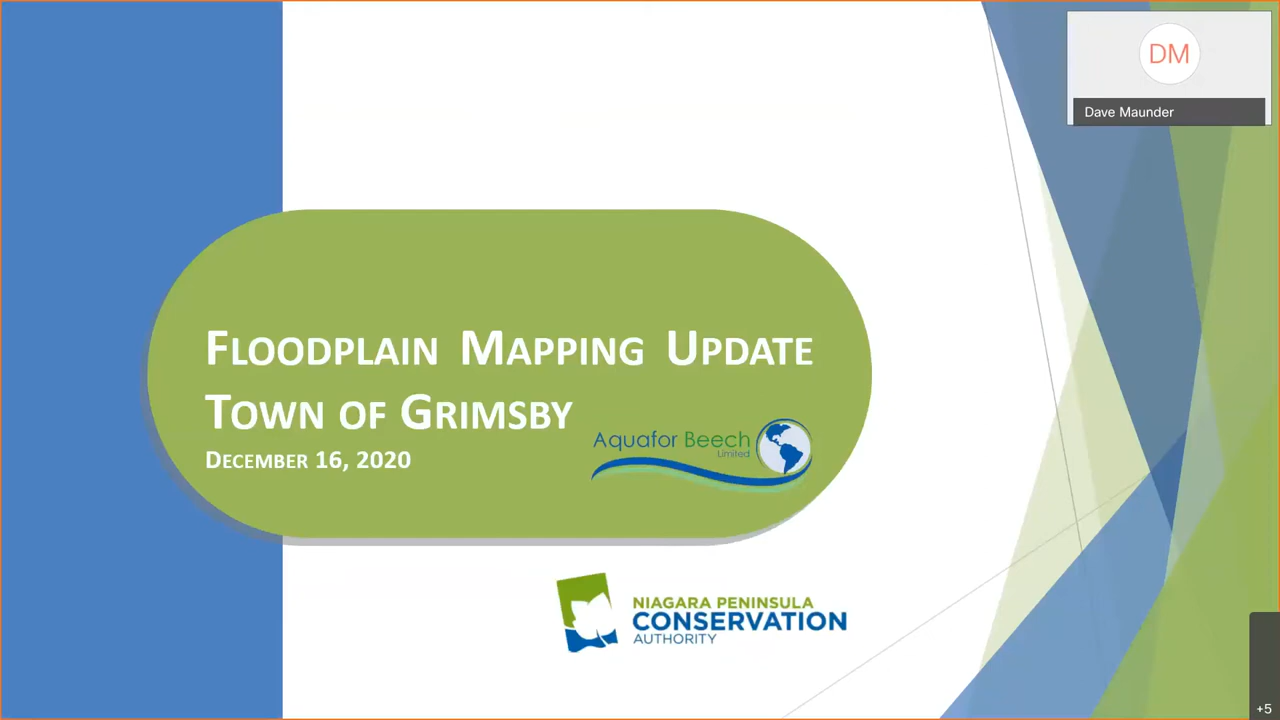 DM
Dave Maunder
FLOODPLAIN MAPPING UPDATE
TOWN OF GRIMSBY
DECEMBER 16, 2020
Aquafor Beech
Limited
NIAGARA PENINSULA
CONSERVATION
AUTHORITY
+5